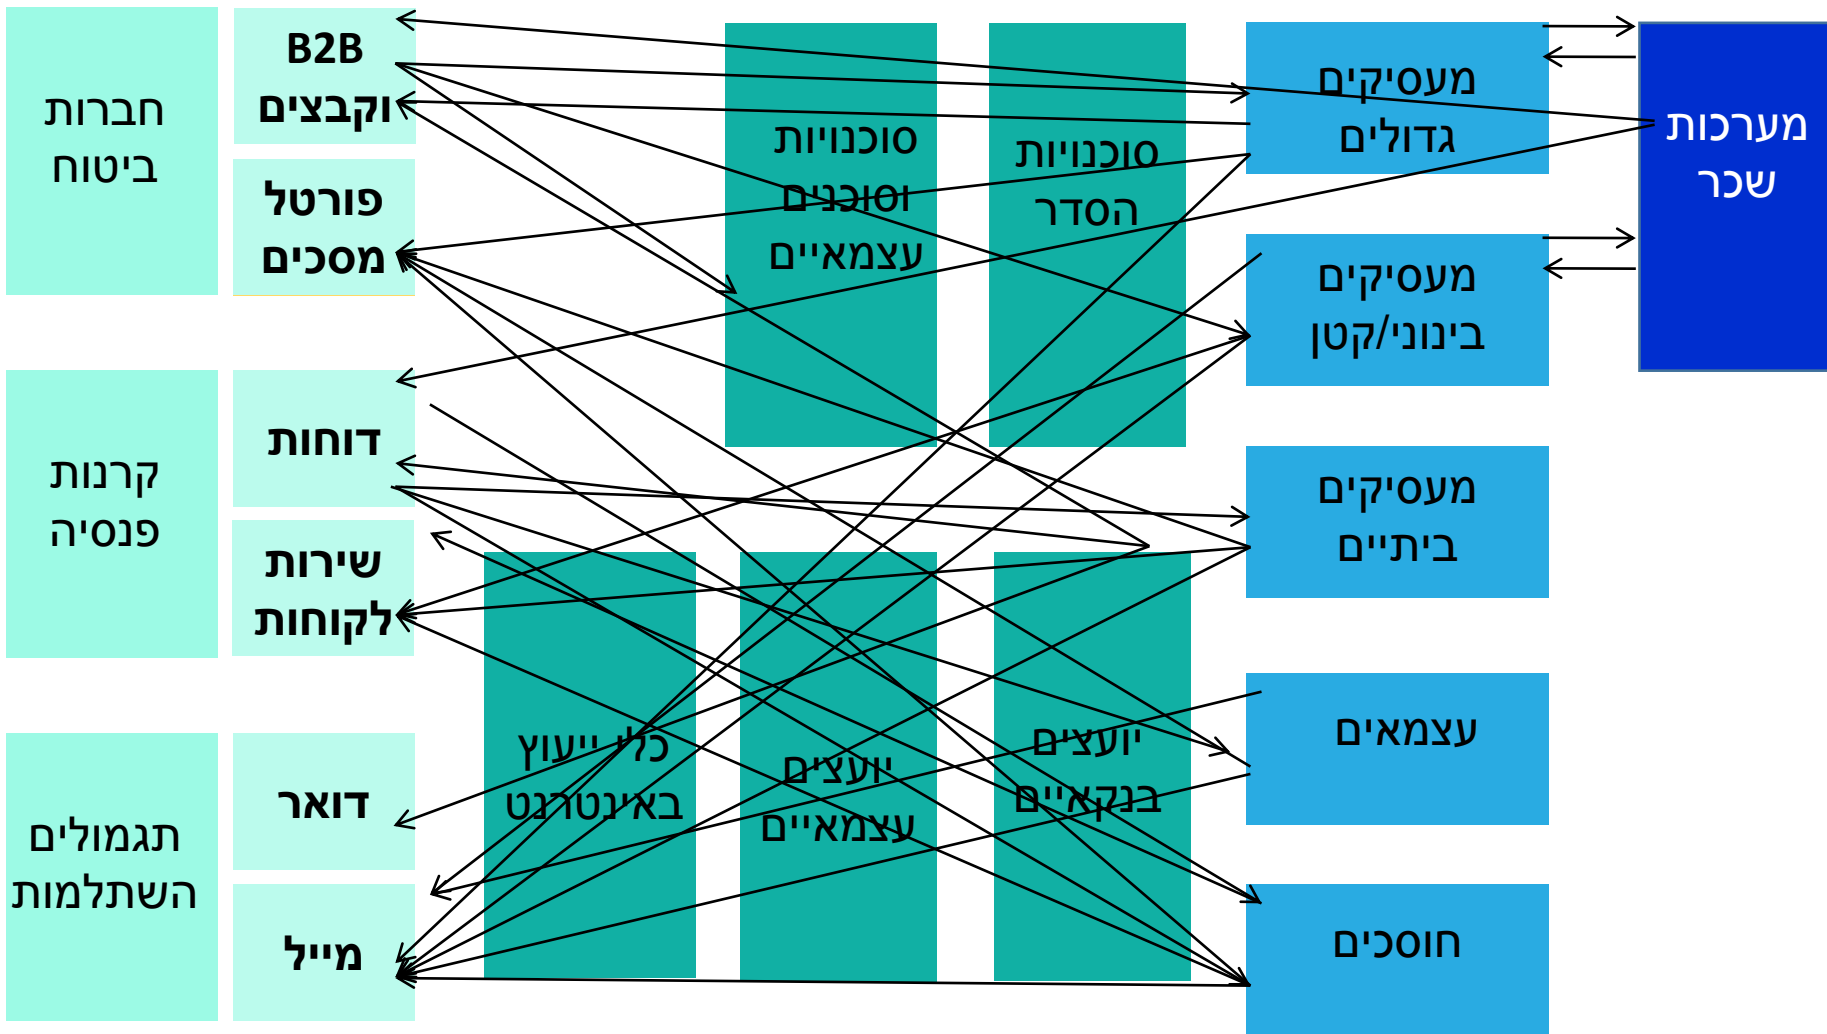 מערכות
שכר
מעסיקים
גדולים
מעסיקים
בינוני/קטן
מעסיקים
ביתיים
עצמאים
חוסכים
סוכנויות
הסדר
סוכנויות
וסוכנים
עצמאיים
יועצים
בנקאיים
יועצים
עצמאיים
כלי ייעוץ
באינטרנט
B2B
וקבצים
פורטל
מסכים
דוחות
שירות
לקוחות
דואר
מייל
חברות
ביטוח
קרנות
פנסיה
תגמולים
השתלמות